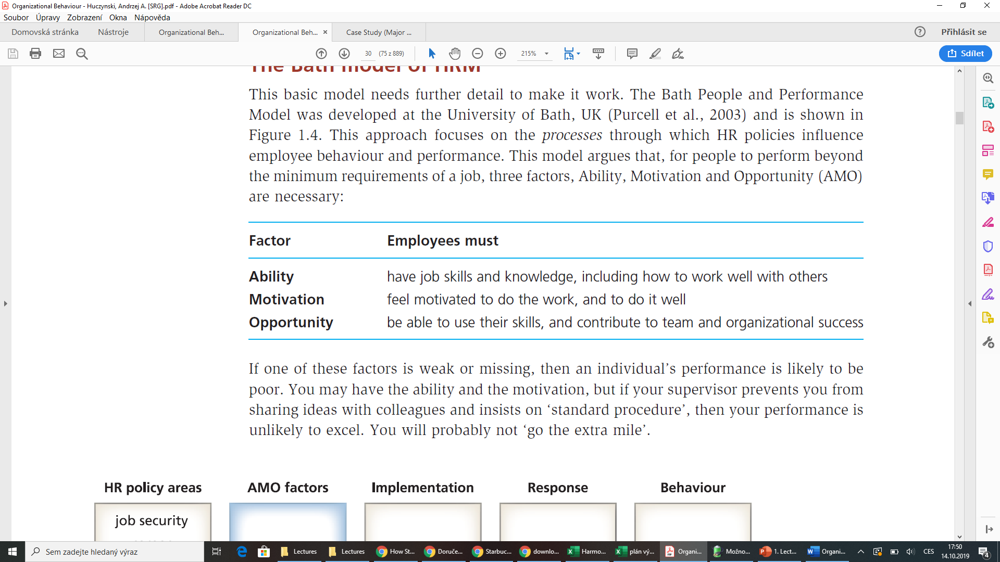 Organizational Behaviour - Huczynski, Andrzej A. [SRG].pdf - Adobe Acrobat Reader DC
Soubor Úpravy Zobrazení Okna Nápověda
Domovská stránka Nástroje Organizational Beh... Organizational Beh... × Case Study (Major ... ? Přihlásit se
30 (75 z 889) 215% Sdílet
The Bath model of HRM
This basic model needs further detail to make it work. The Bath People and Performance
Model was developed at the University of Bath, UK (Purcell et al., 2003) and is shown in
Figure 1.4. This approach focuses on the processes through which HR policies influence
employee behaviour and performance. This model argues that, for people to perform beyond
the minimum requirements of a job, three factors, Ability, Motivation and Opportunity (AMO)
are necessary:
Factor Employees must
Ability have job skills and knowledge, including how to work well with others
Motivation feel motivated to do the work, and to do it well
Opportunity be able to use their skills, and contribute to team and organizational success
If one of these factors is weak or missing, then an individual’s performance is likely to be
poor. You may have the ability and the motivation, but if your supervisor prevents you from
sharing ideas with colleagues and insists on ‘standard procedure’, then your performance is
unlikely to excel. You will probably not ‘go the extra mile’.
HR policy areas AMO factors Implementation Response Behaviour
job security
Sem zadejte hledaný výraz Lectures Lectures How St... Doruče... Starbuc... downlo... Harmo... plán vý... Organi... Možno... 1. Lect... Organi... CES 17:50
14.10.2019 4